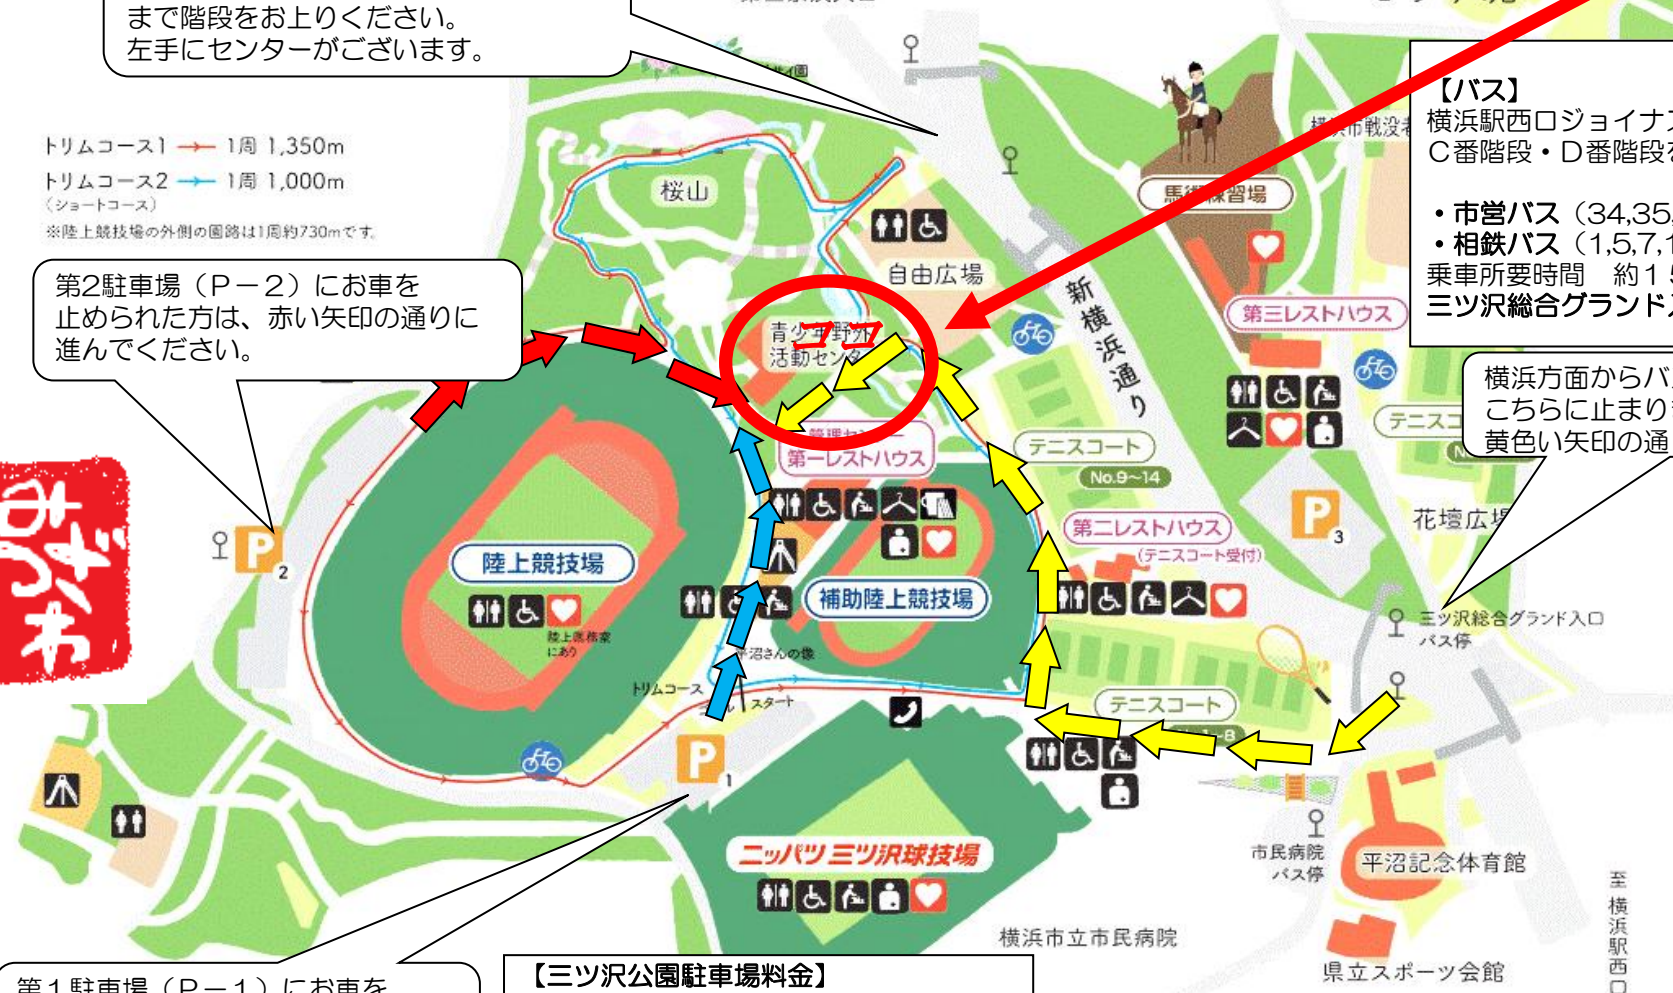 まで階段をお上りください。
左手にセンターがございます。
トリムコース1 1周 1,350m
トリムコース2 1周 1,000m
(ショートコース)
※陸上競技場の外側の園路は1周約730mです。
第2駐車場（P－2）にお車を
止められた方は、赤い矢印の通りに
進んでください。
桜山
自由広場
青少年野外
活動センター
ココ
管理センター
第一レストハウス
新横浜通り
馬術練習場
横浜市戦没者
第三レストハウス
【バス】
横浜駅西口ジョイナス
C番階段・D番階段を
・市営バス（34,35,
・相鉄バス（1,5,7,1
乗車所要時間　約15
三ツ沢総合グランド入
横浜方面からバス
こちらに止まりま
黄色い矢印の通
テニスコート
No.9~14
テニスコ
第二レストハウス
(テニスコート受付)
P3
花壇広場
P2
陸上競技場
陸上医務室
にあり
補助陸上競技場
平沼さんの像
トリムコース
スタート
三ツ沢総合グランド入口
バス停
テニスコート
P1
ニッパツ三ツ沢球技場
市民病院
バス停
平沼記念体育館
横浜市立市民病院
県立スポーツ会館
至横浜駅西口
第1駐車場（P－1）にお車を
【三ツ沢公園駐車場料金】